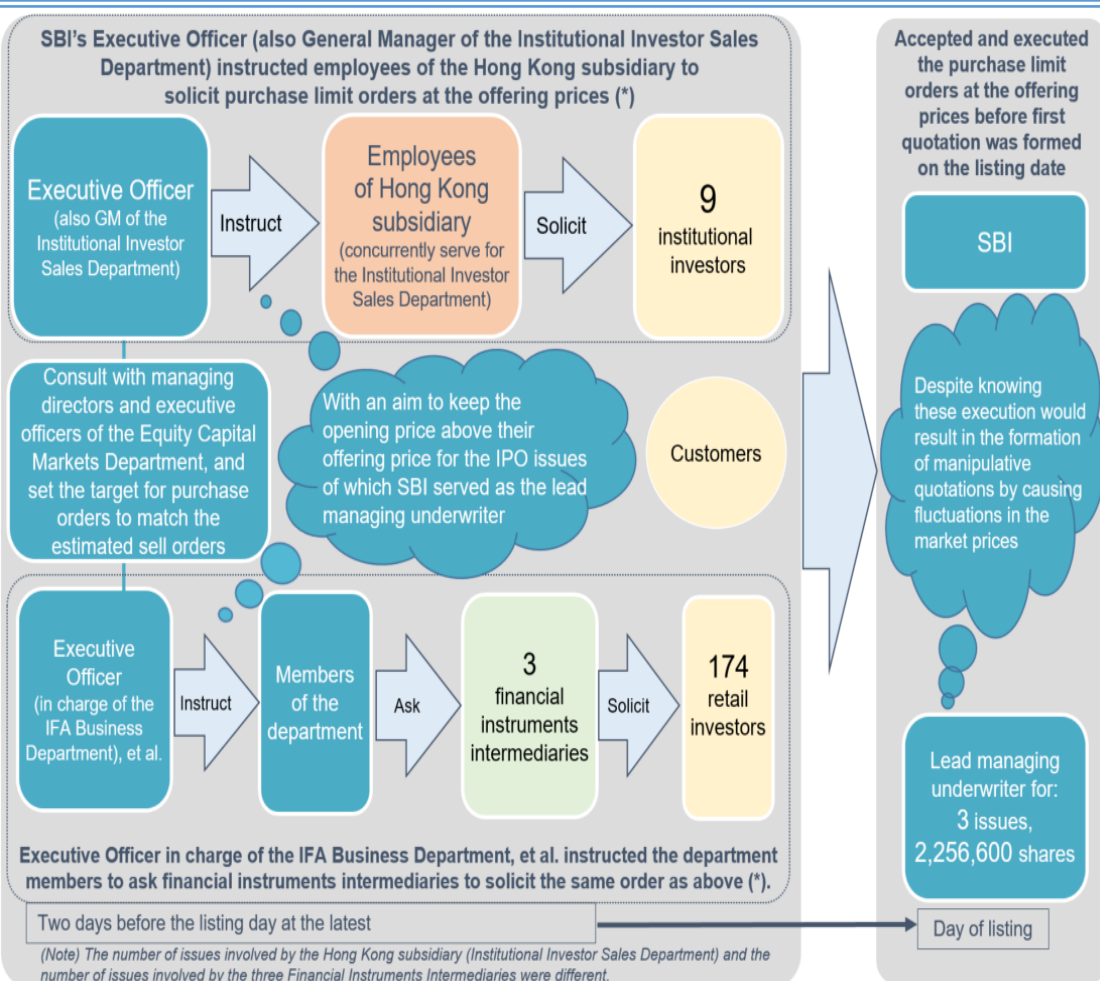 SBI's Executive Officer (also General Manager of the Institutional Investor Sales
Department) instructed employees of the Hong Kong subsidiary to
solicit purchase limit orders at the offering prices (*)
Executive Officer
(also GM of the
Institutional Investor
Sales Department)
Instruct
Employees
of Hong Kong
subsidiary
(concurrently serve for
the Institutional Investor
Sales Department)
Solicit
9
institutional
investors
Consult with managing
directors and executive
officers of the Equity Capital
Markets Department, and
set the target for purchase
orders to match the
estimated sell orders
With an aim to keep the
opening price above their
offering price for the IPO issues
of which SBI served as the lead
managing underwriter
Customers
Executive
Officer
(in charge of the
IFA Business
Department), et al.
Instruct
Members
of the
department
Ask
3
financial
instruments
intermediaries
Solicit
174
retail
investors
Executive Officer in charge of the IFA Business Department, et al. instructed the department
members to ask financial instruments intermediaries to solicit the same order as above (*).
Two days before the listing day at the latest
(Note) The number of issues involved by the Hong Kong subsidiary (Institutional Investor Sales Department) and the
number of issues involved by the three Financial Instruments Intermediaries were different.
Accepted and executed
the purchase limit
orders at the offering
prices before first
quotation was formed
on the listing date
SBI
Despite knowing
these execution would
result in the formation
of manipulative
quotations by causing
fluctuations in the
market prices
Lead managing
underwriter for:
3 issues,
2,256,600 shares
Day of listing